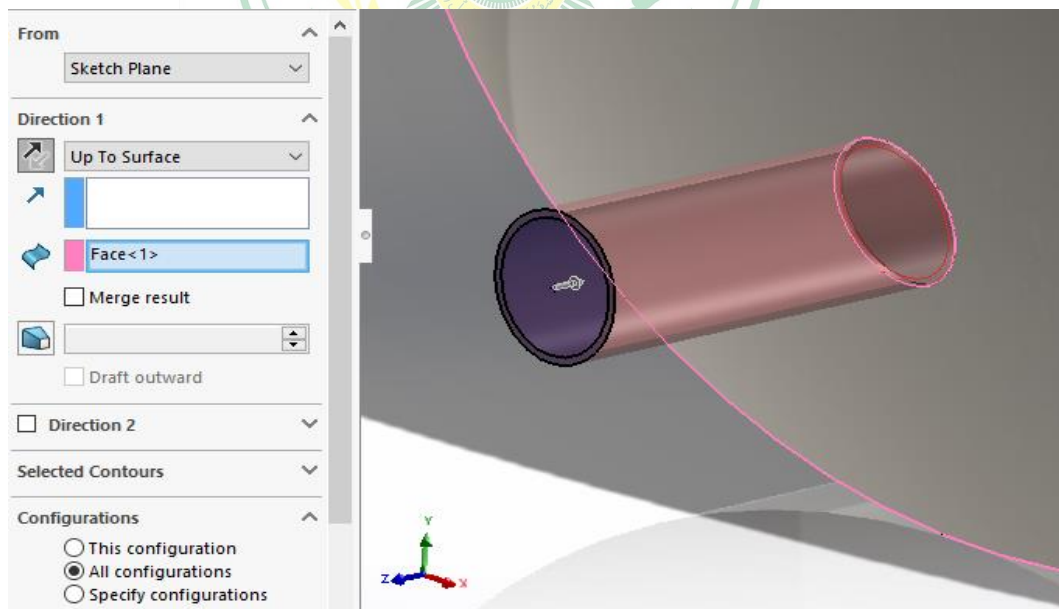 From
Sketch Plane
Direction 1
Up To Surface
Face<1>
Merge result
Draft outward
Direction 2
Selected Contours
Configurations
This configuration
All configurations
Specify configurations
Y
Z
X